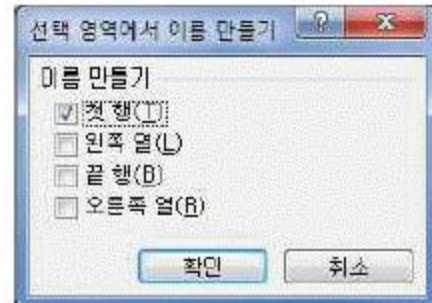 선택 영역에서 이름 만들기
이름 만들기
첫 행(T)
왼쪽 열(L)
끝 행(B)
오른쪽 열(R)
확인
취소